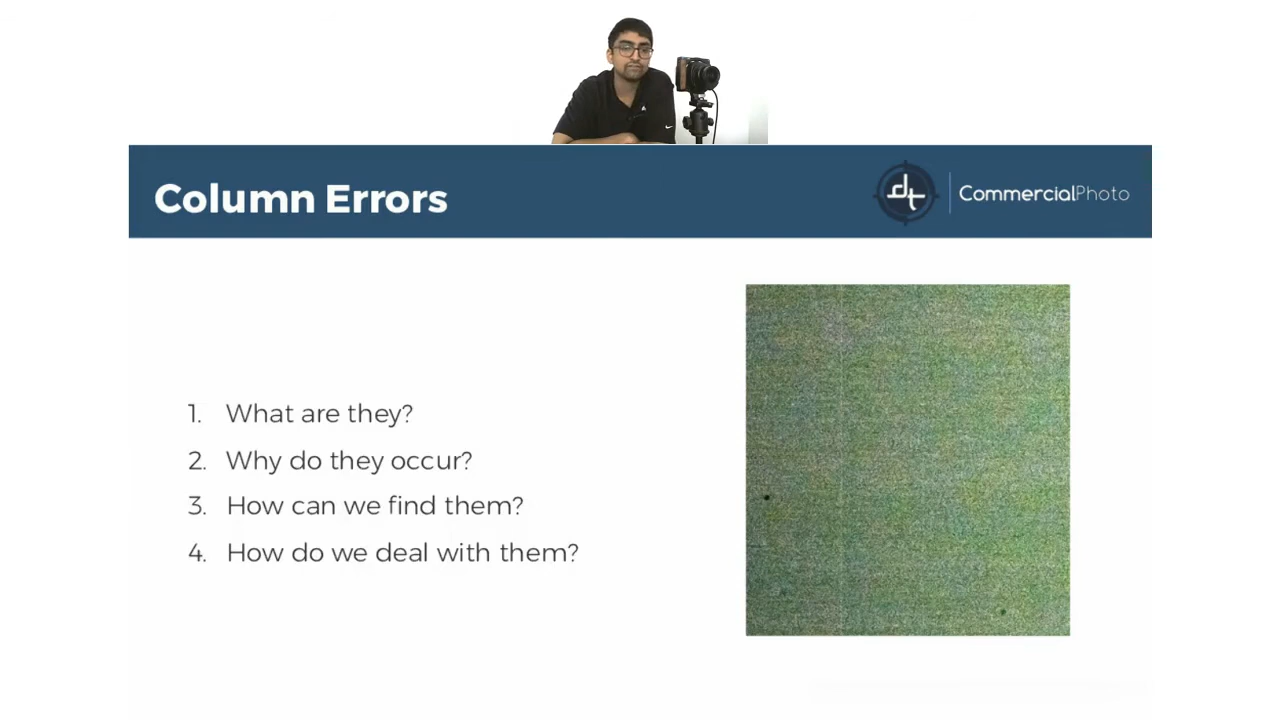 Column Errors
dt
CommercialPhoto
1. What are they?
2. Why do they occur?
3. How can we find them?
4. How do we deal with them?